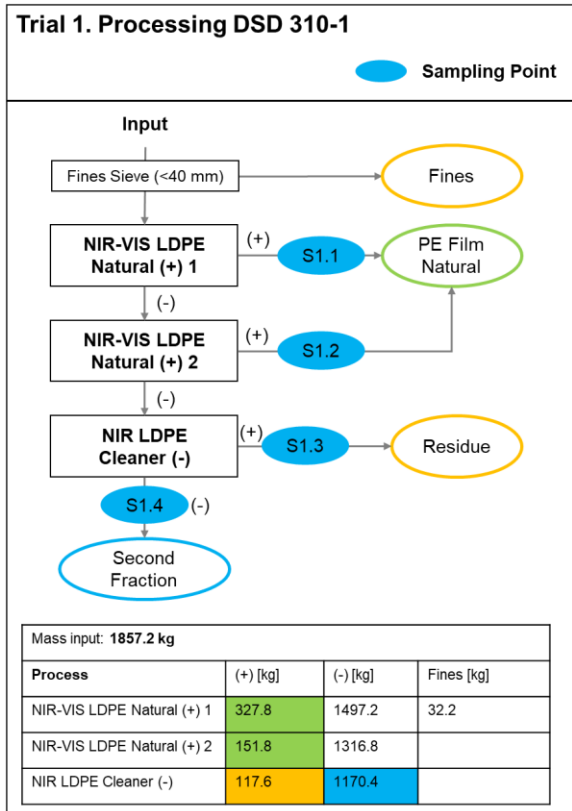 Trial 1. Processing DSD 310-1
Sampling Point
Input
Fines Sieve (<40 mm)
Fines
NIR-VIS LDPE
Natural (+) 1
(+)
S1.1
PE Film
Natural
(-)
NIR-VIS LDPE
Natural (+) 2
(+)
S1.2
(-)
NIR LDPE
Cleaner (-)
(+)
S1.3
Residue
S1.4
(-)
Second
Fraction
Mass input: 1857.2 kg
Process (+) [kg] (-) [kg] Fines [kg]
NIR-VIS LDPE Natural (+) 1 327.8 1497.2 32.2
NIR-VIS LDPE Natural (+) 2 151.8 1316.8
NIR LDPE Cleaner (-) 117.6 1170.4